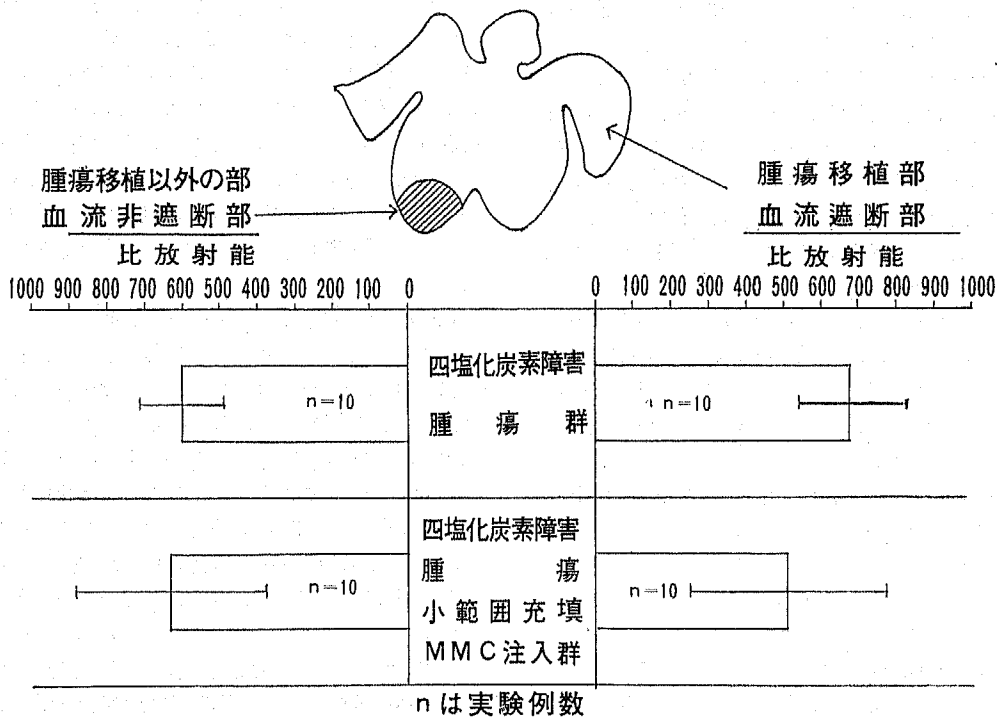 腫瘍移植以外の部
血流非遮断部
比放射能
腫瘍移植部
血流遮断部
比放射能
1000 900 800 700 600 500 400 300 200 100 0
0 100 200 300 400 500 600 700 800 900 1000
n=10
四塩化炭素障害
腫瘍群
n=10
n=10
四塩化炭素障害
腫瘍
小範囲充填
MMC注入群
n=10
nは実験例数